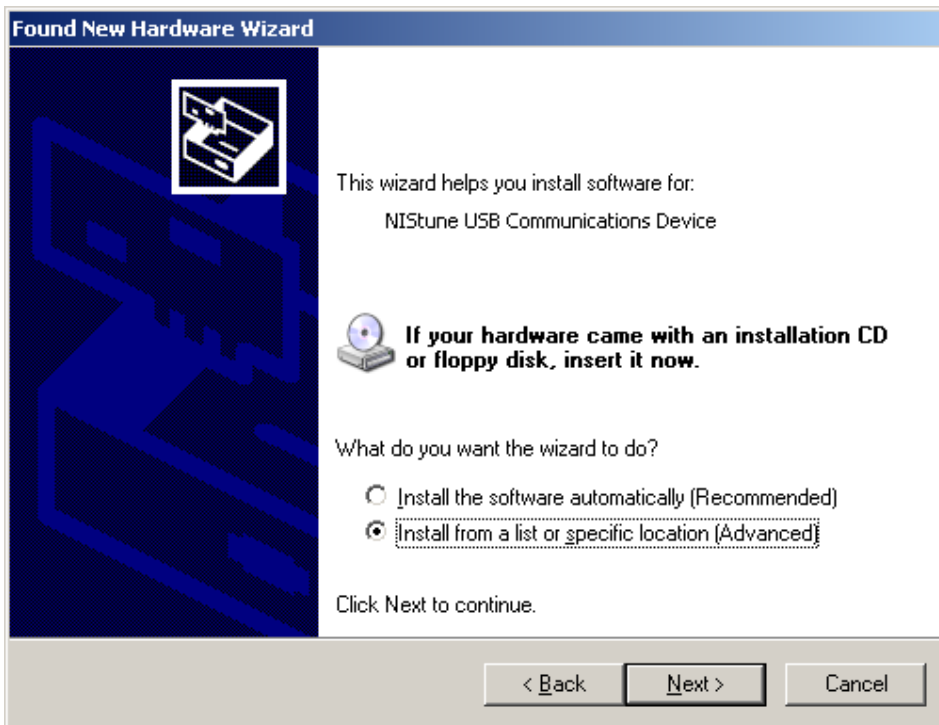 Found New Hardware Wizard
This wizard helps you install software for:
NIStune USB Communications Device
If your hardware came with an installation CD
or floppy disk, insert it now.
What do you want the wizard to do?
Install the software automatically (Recommended)
Install from a list or specific location (Advanced)
Click Next to continue.
< Back
Next >
Cancel